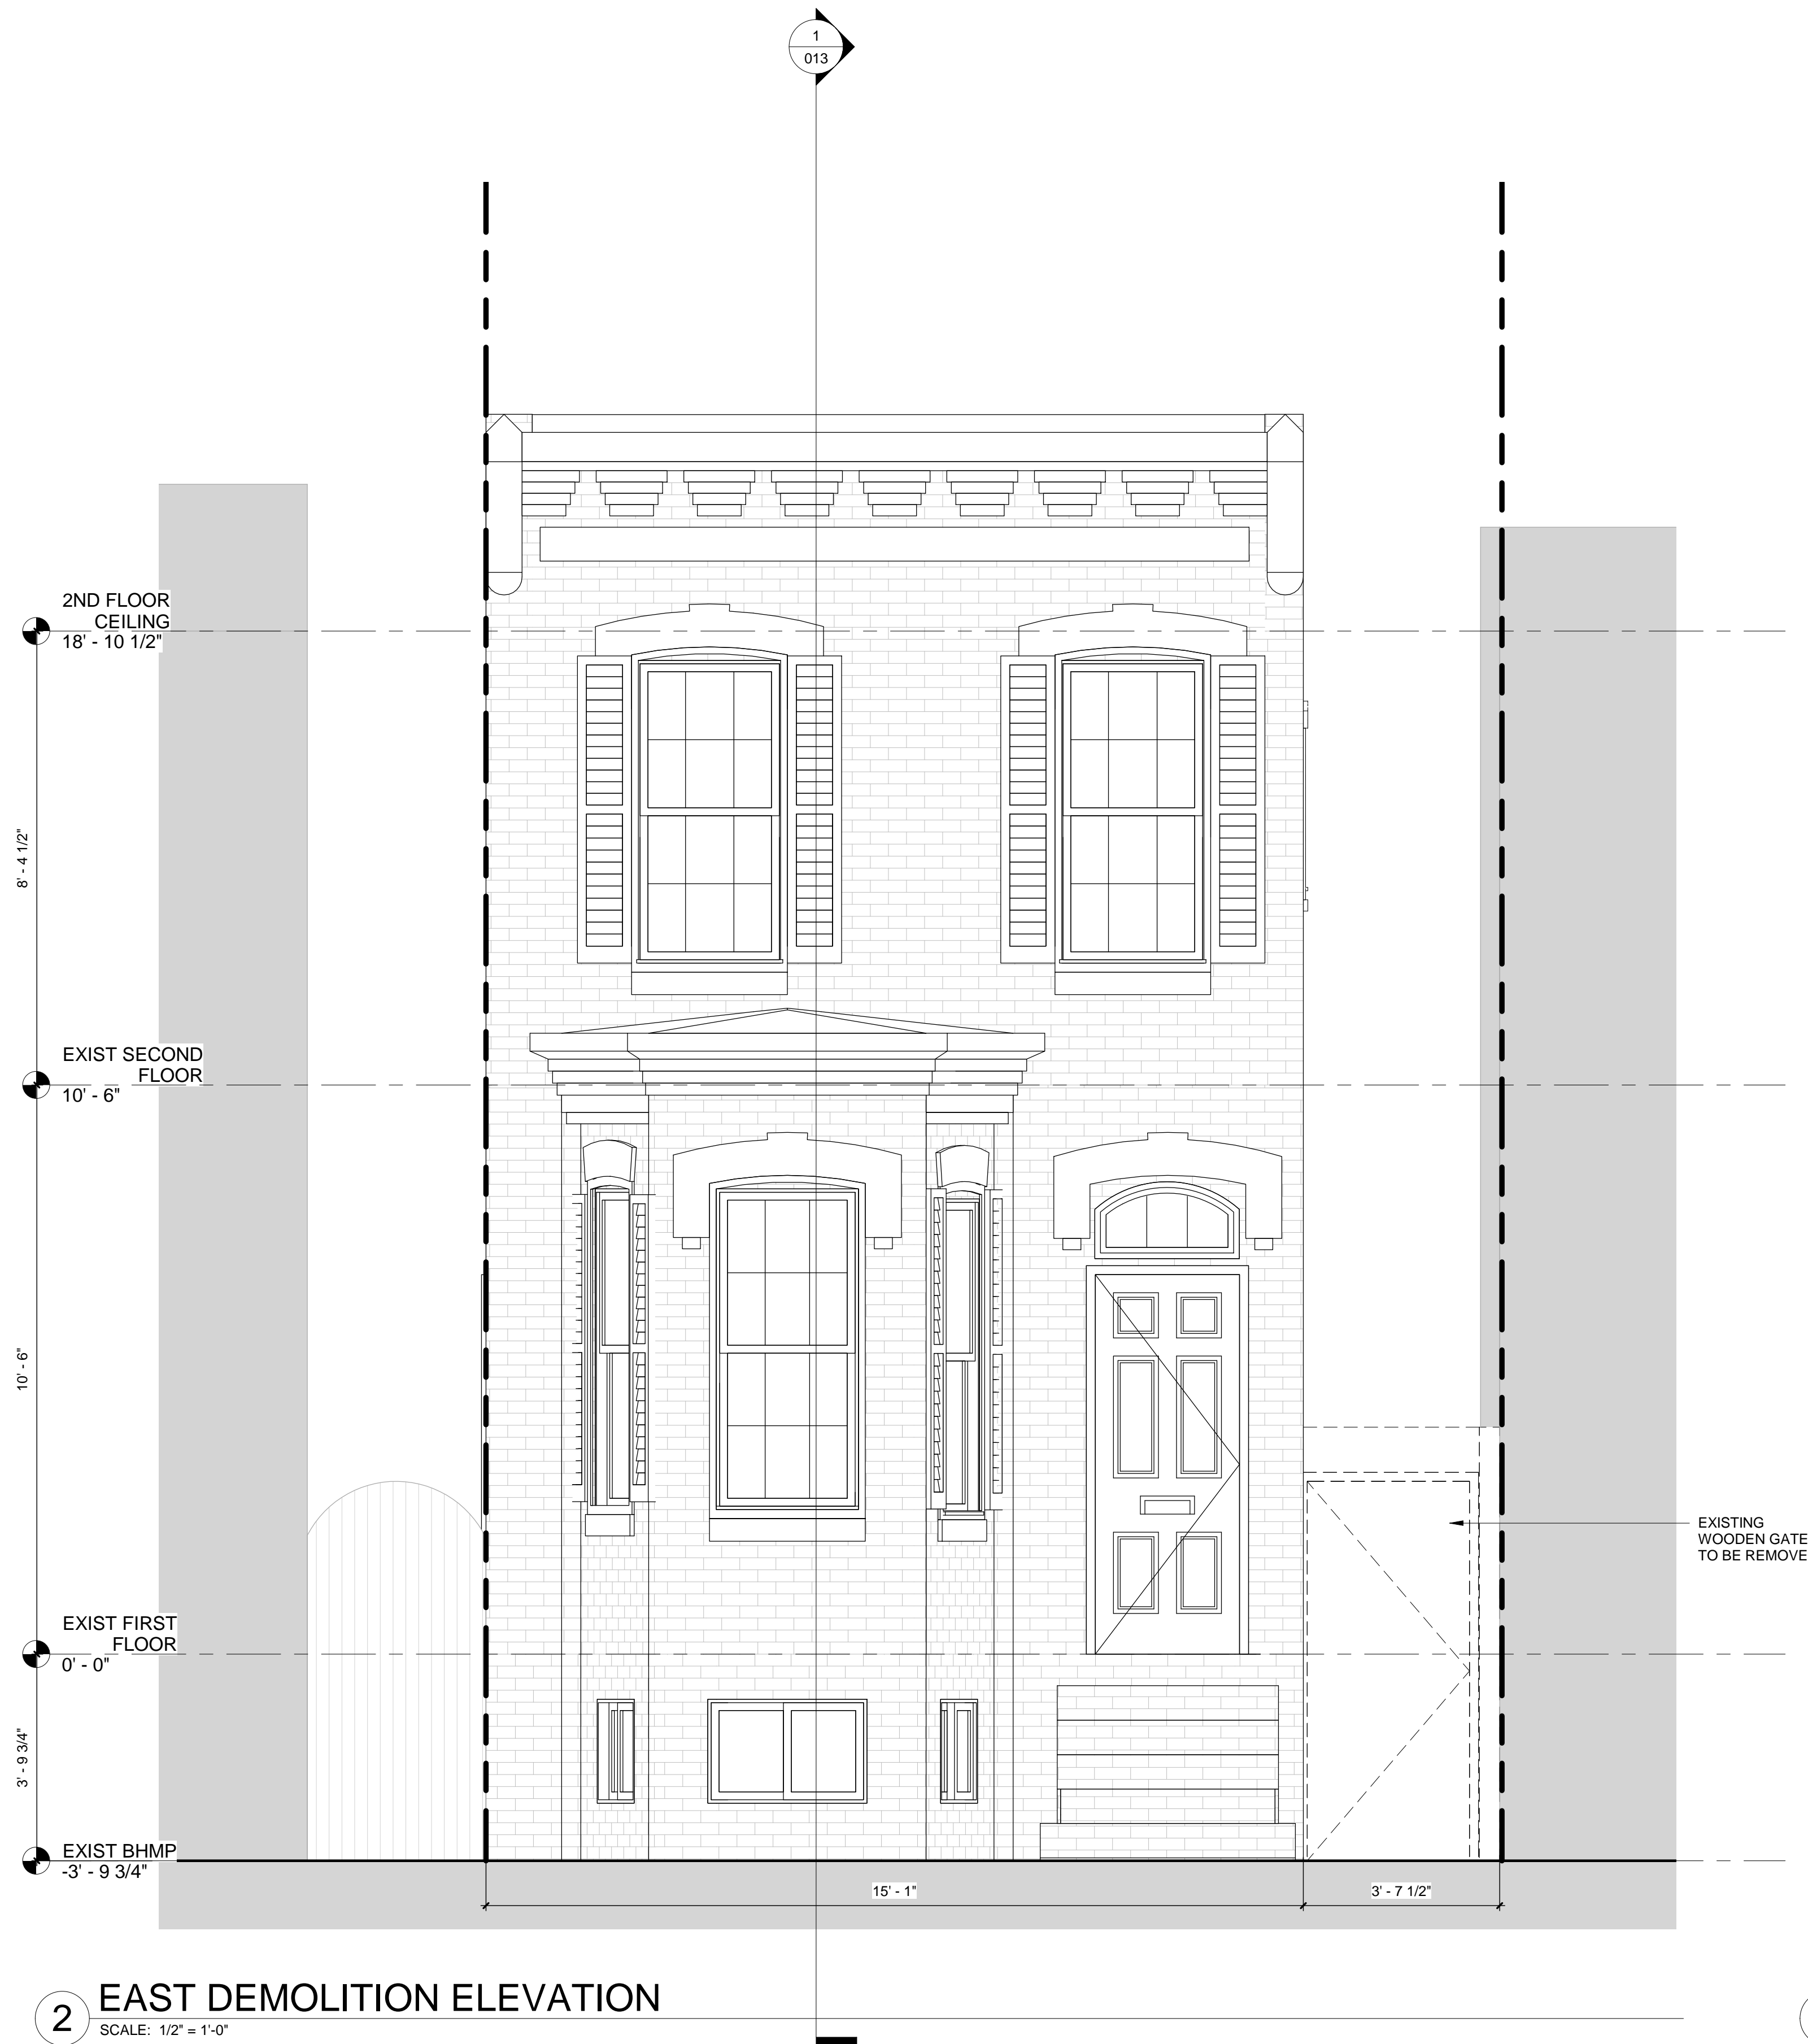 1
013
2ND FLOOR
CEILING
18' - 10 1/2"
8' - 4 1/2"
EXIST SECOND
FLOOR
10' - 6"
10' - 6"
EXISTING
WOODEN GATE
TO BE REMOVE
EXIST FIRST
FLOOR
0' - 0"
3' - 9 3/4"
EXIST BHMP
-3' - 9 3/4"
15' - 1"
3' - 7 1/2"
2
EAST DEMOLITION ELEVATION
SCALE: 1/2" = 1'-0"